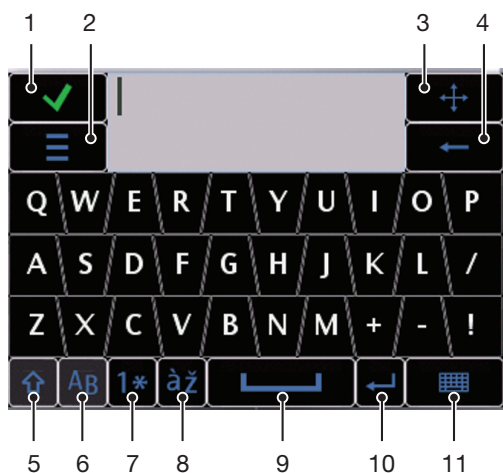 1 2 3 4
Q W E R T Y U I O P
A S D F G H J K L /
Z X C V B N M + - !
AB 1* àž
5 6 7 8 9 10 11